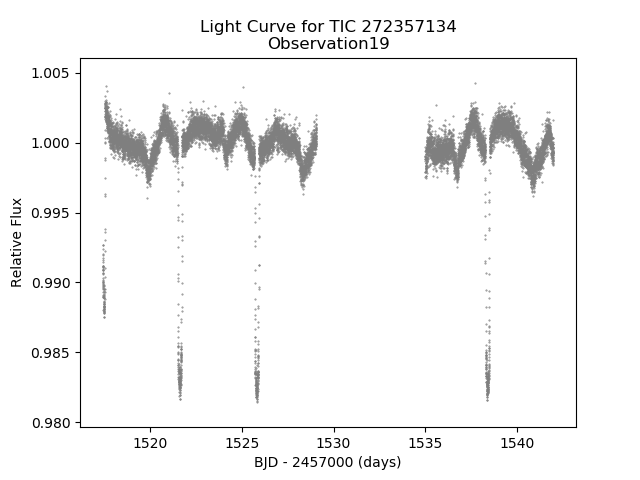 Light Curve for TIC 272357134
Observation19
1.005
1.000
0.995
0.990
0.985
0.980
Relative Flux
1520
1525
1530
1535
1540
BJD - 2457000 (days)